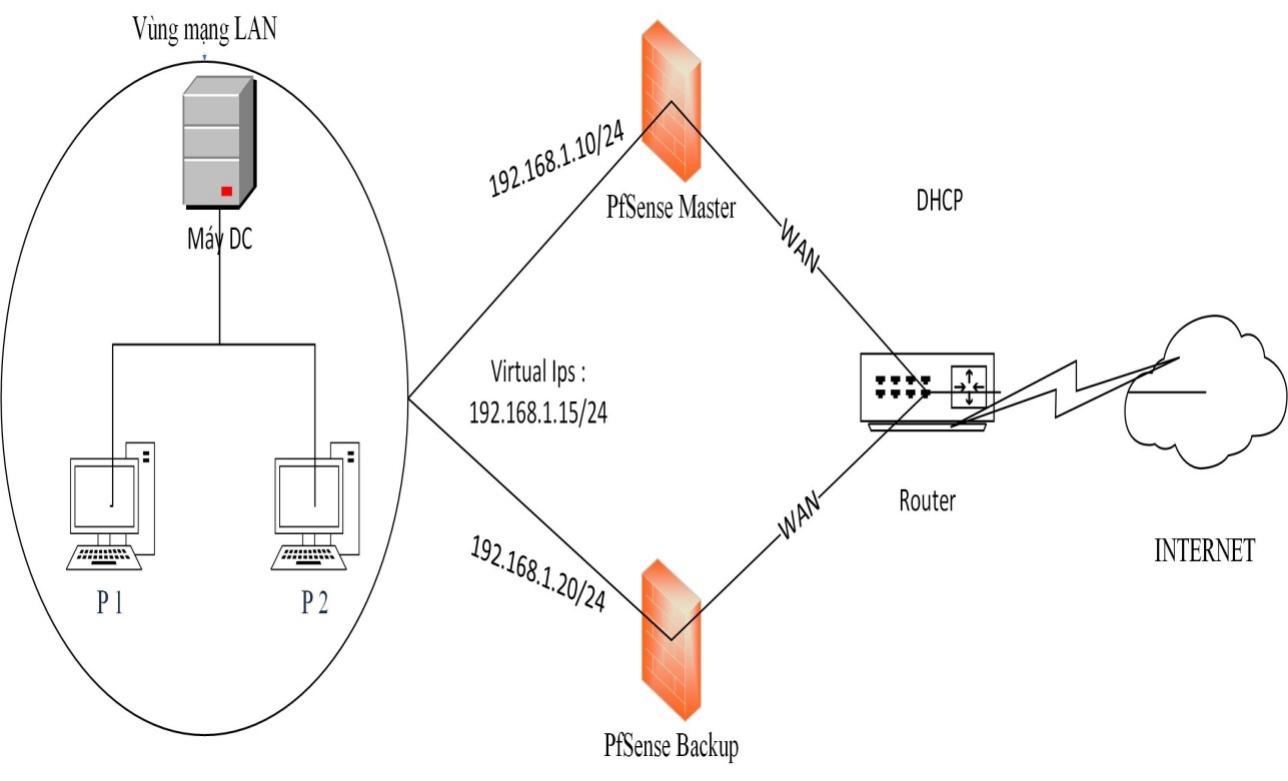 Vùng mạng LAN
Máy DC
P 1
P 2
192.168.1.10/24
PfSense Master
WAN
DHCP
Virtual Ips :
192.168.1.15/24
192.168.1.20/24
PfSense Backup
WAN
Router
INTERNET